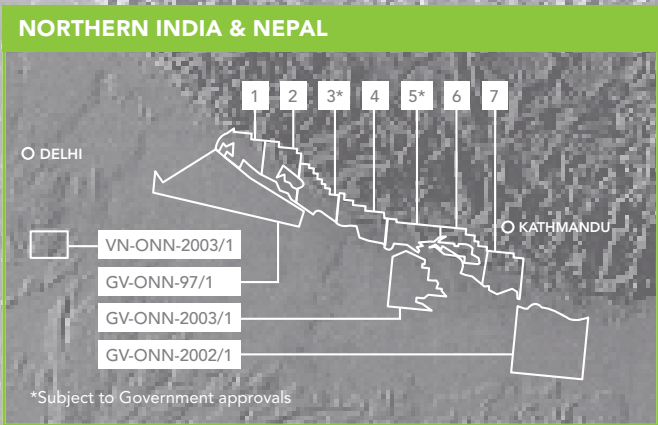 NORTHERN INDIA & NEPAL
1 2 3* 4 5* 6 7
DELHI
KATHMANDU
VN-ONN-2003/1
GV-ONN-97/1
GV-ONN-2003/1
GV-ONN-2002/1
*Subject to Government approvals